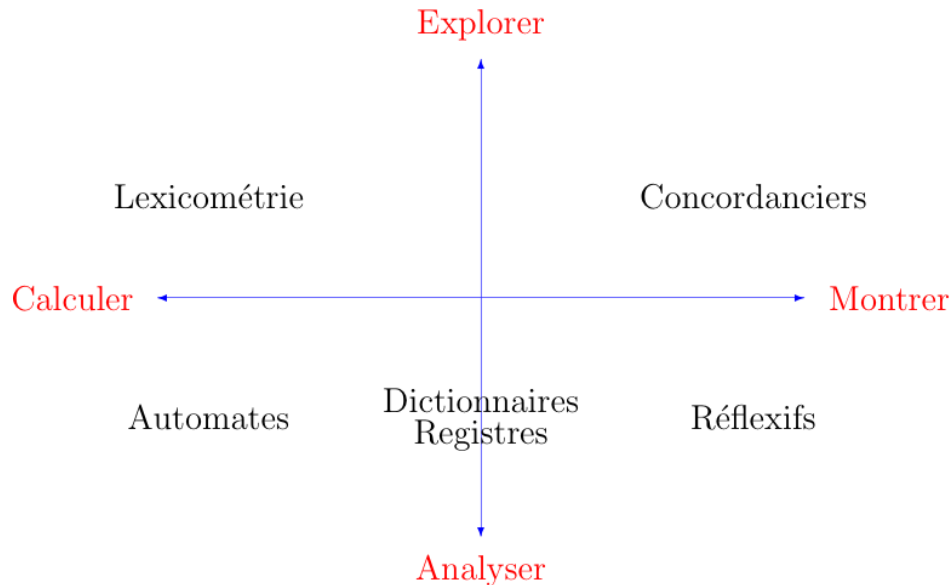 Explorer
Lexicométrie
Concordanciers
Calculer
Montrer
Dictionnaires
Registres
Automates
Réflexifs
Analyser